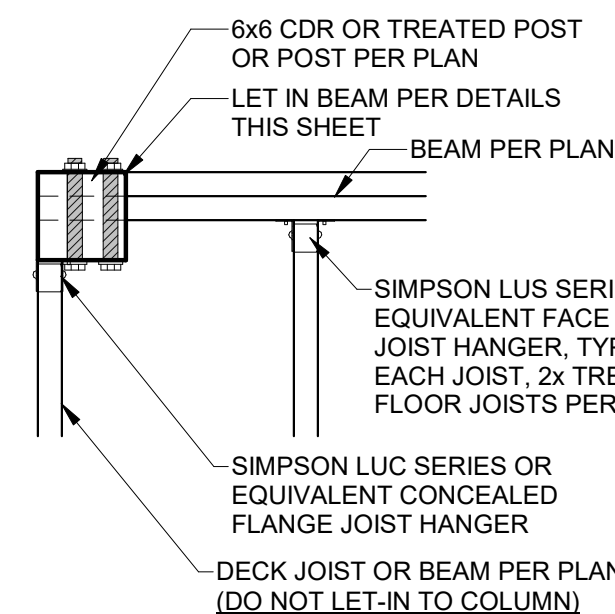 6x6 CDR OR TREATED POST
OR POST PER PLAN
LET IN BEAM PER DETAILS
THIS SHEET
BEAM PER PLAN
SIMPSON LUS SERI
EQUIVALENT FACE
JOIST HANGER, TYP
EACH JOIST, 2x TRE
FLOOR JOISTS PER
SIMPSON LUC SERIES OR
EQUIVALENT CONCEALED
FLANGE JOIST HANGER
DECK JOIST OR BEAM PER PLAN
(DO NOT LET-IN TO COLUMN)